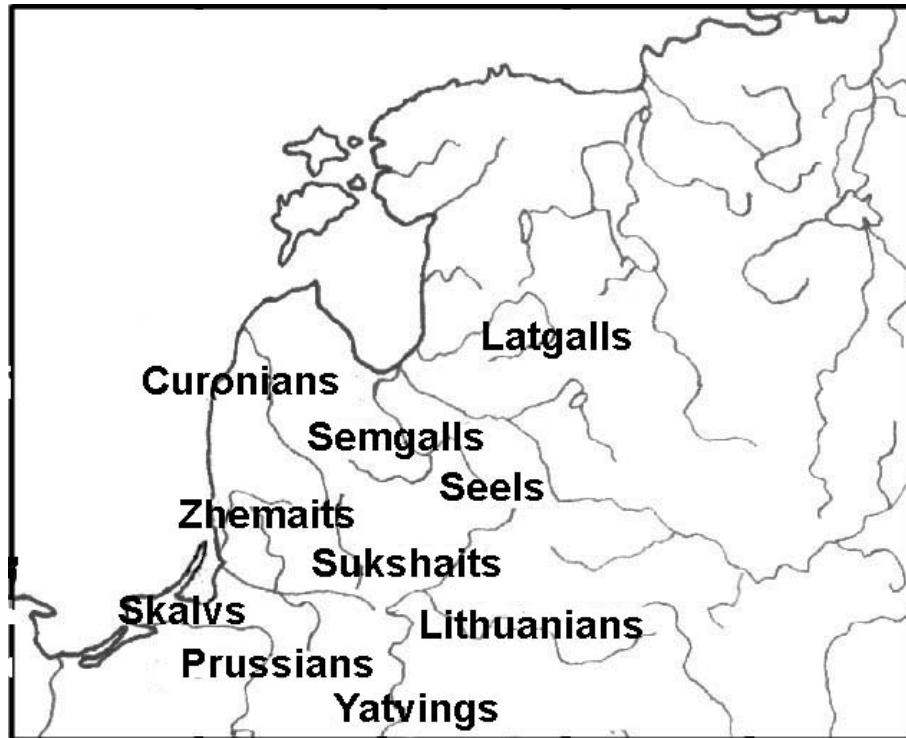 Latgalls
Curonians
Semgalls
Seels
Zhemaits
Sukshaits
Skalvs
Lithuanians
Prussians
Yatvings